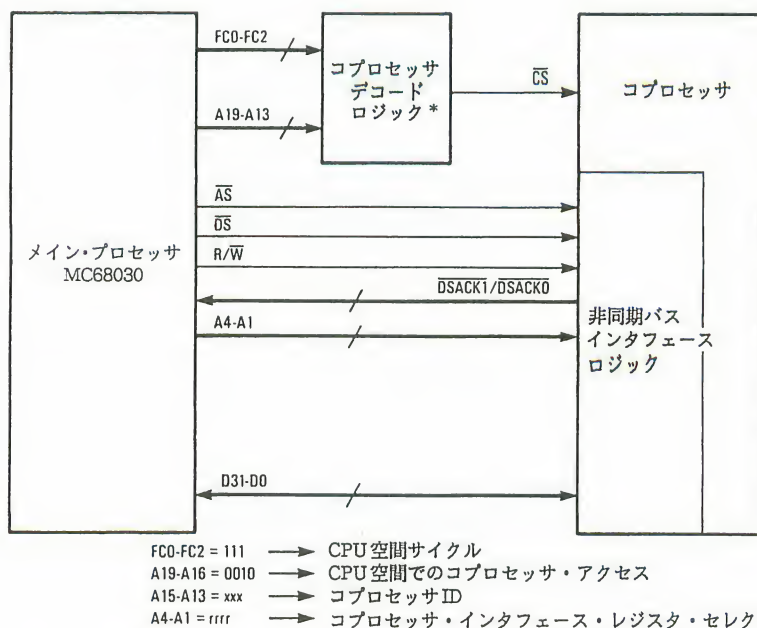 FC0-FC2
コプロセッサ
デコード
ロジック*
CS
コプロセッサ
A19-A13
AS
DS
R/W
メイン・プロセッサ
MC68030
DSACK1/DSACK0
A4-A1
非同期バス
インタフェース
ロジック
D31-D0
FC0-FC2 = 111 → CPU空間サイクル
A19-A16 = 0010 → CPU空間でのコプロセッサ・アクセス
A15-A13 = xxx → コプロセッサID
A4-A1 = rrrr → コプロセッサ・インタフェース・レジスタ・セレク